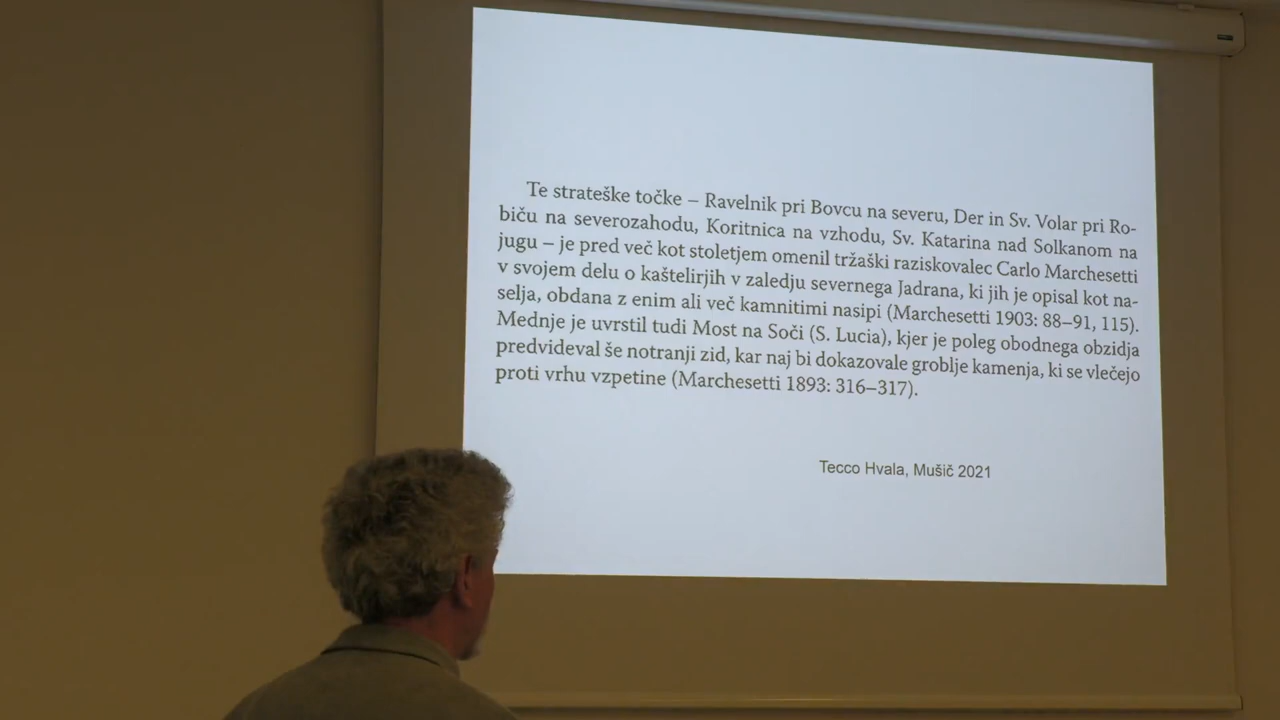 Te strateške točke – Ravelnik pri Bovcu na severu, Der in Sv. Volar pri Ro-
biču na severozahodu, Koritnica na vzhodu, Sv. Katarina nad Solkanom na
jugu – je pred več kot stoletjem omenil tržaški raziskovalec Carlo Marchesetti
v svojem delu o kaštelirjih v zaledju severnega Jadrana, ki jih je opisal kot na-
selja, obdana z enim ali več kamnitimi nasipi (Marchesetti 1903: 88–91, 115).
Mednje je uvrstil tudi Most na Soči (S. Lucia), kjer je poleg obodnega obzidja
predvideval še notranji zid, kar naj bi dokazovale groblje kamenja, ki se vlečejo
proti vrhu vzpetine (Marchesetti 1893: 316–317).
Tecco Hvala, Mušič 2021